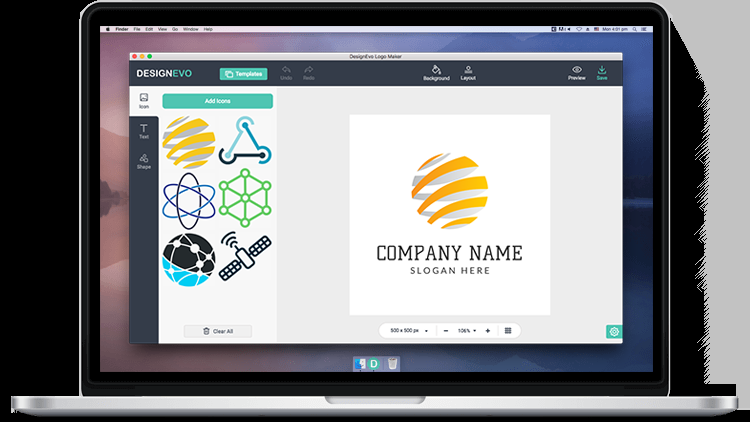 Finder File Edit View Go Window Help
Mon 4:01 pm
DesignEvo Logo Maker
DESIGNEVO
Templates
Undo
Redo
Background
Layout
Preview
Save
Icon
Text
Shape
Add Icons
COMPANY NAME
SLOGAN HERE
Clear All
500 x 500 px
106%
D